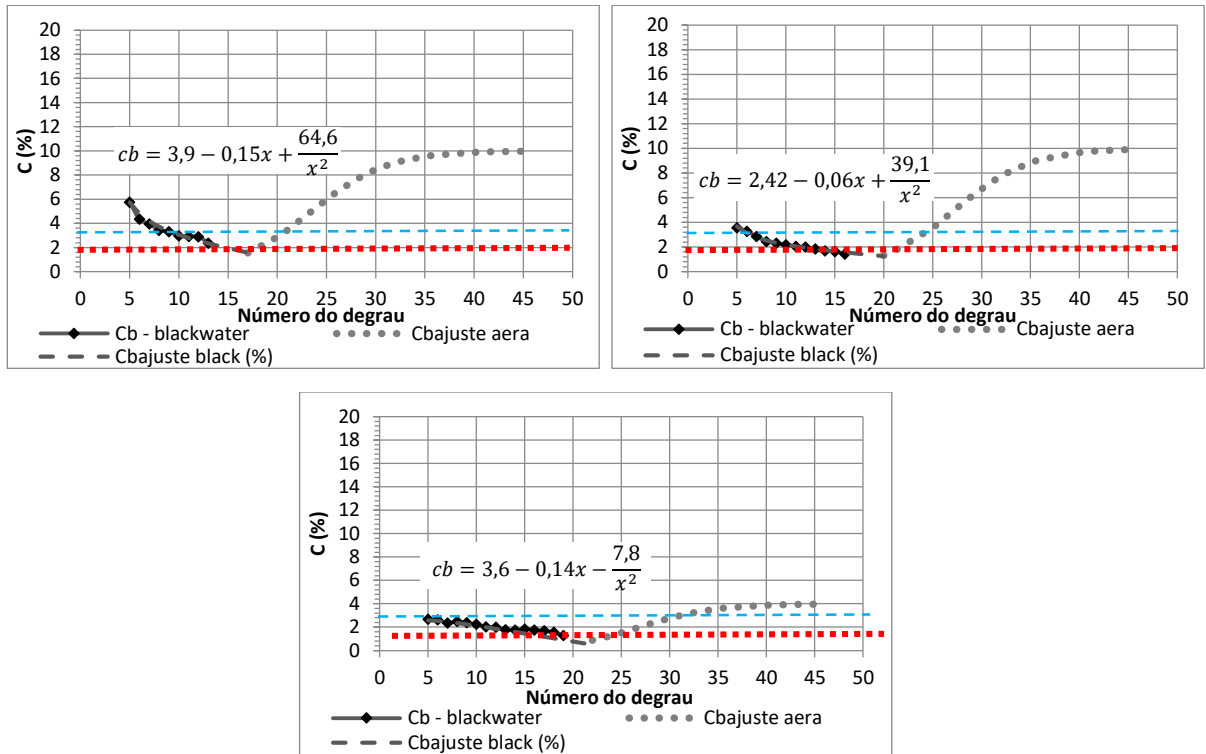 20
18
16
14
12
10
8
6
4
2
0
C (%)
cb = 3,9 − 0,15x + 64,6/x²
0 5 10 15 20 25 30 35 40 45 50
Número do degrau
Cb - blackwater
Cbajuste aera
Cbajuste black (%)
20
18
16
14
12
10
8
6
4
2
0
C (%)
cb = 2,42 − 0,06x + 39,1/x²
0 5 10 15 20 25 30 35 40 45 50
Número do degrau
Cb - blackwater
Cbajuste aera
Cbajuste black (%)
20
18
16
14
12
10
8
6
4
2
0
C (%)
cb = 3,6 − 0,14x − 7,8/x²
0 5 10 15 20 25 30 35 40 45 50
Número do degrau
Cb - blackwater
Cbajuste aera
Cbajuste black (%)